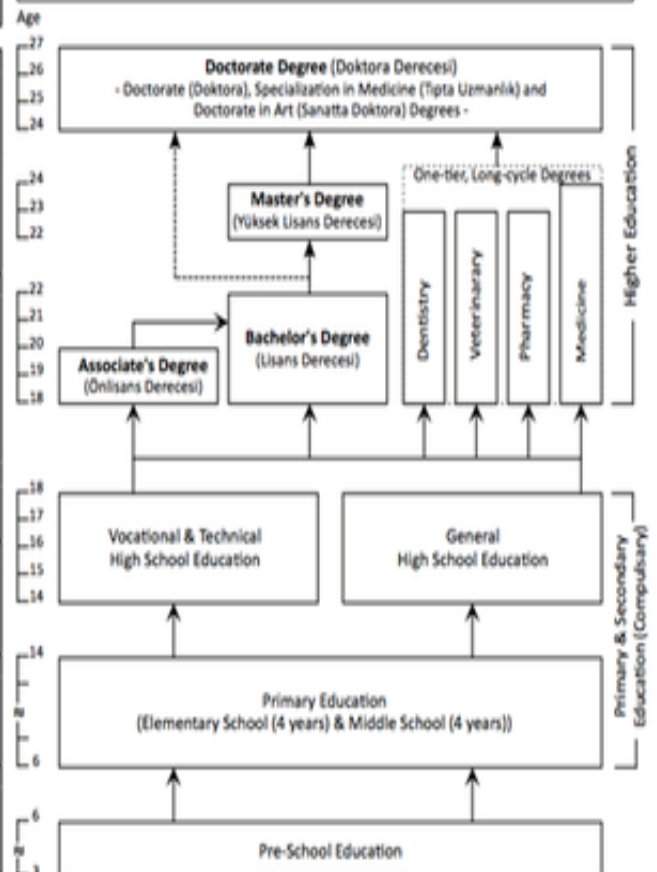 Age
27
26
25
24
Doctorate Degree (Doktora Derecesi)
- Doctorate (Doktora), Specialization in Medicine (Tıpta Uzmanlık) and
Doctorate in Art (Sanatta Doktora) Degrees -
24
23
22
Master's Degree
(Yüksek Lisans Derecesi)
One-tier, Long-cycle Degrees
Higher Education
22
21
20
19
18
Associate's Degree
(Önlisans Derecesi)
Bachelor's Degree
(Lisans Derecesi)
Dentistry
Veterinarary
Pharmacy
Medicine
18
17
16
15
14
Vocational & Technical
High School Education
General
High School Education
Primary & Secondary
Education (Compulsary)
14
6
Primary Education
(Elementary School (4 years) & Middle School (4 years))
6
3
Pre-School Education